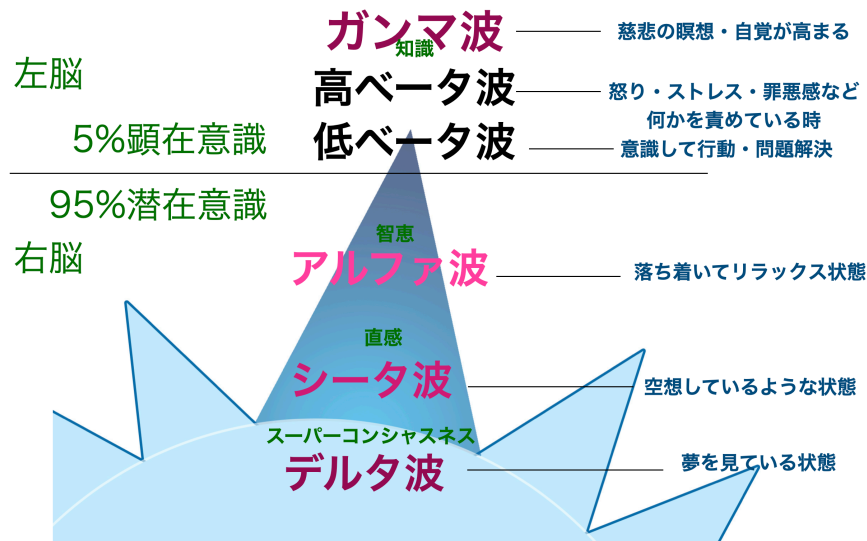 ガンマ波
慈悲の瞑想・自覚が高まる
知識
左脳
高ベータ波
怒り・ストレス・罪悪感など
何かを責めている時
5%顕在意識
低ベータ波
意識して行動・問題解決
95%潜在意識
右脳
智恵
アルファ波
落ち着いてリラックス状態
直感
シータ波
空想しているような状態
スーパーコンシャスネス
デルタ波
夢を見ている状態